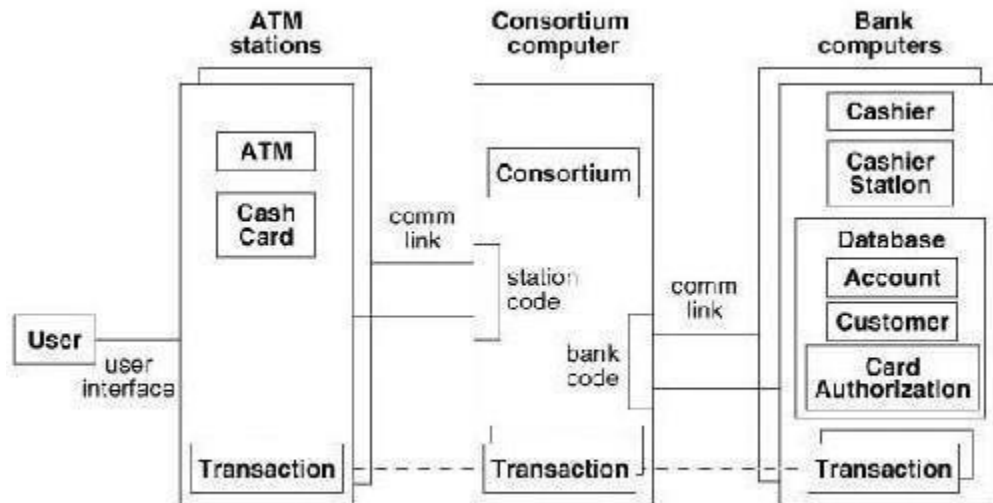 ATM
stations
Consortium
computer
Bank
computers
ATM
Cash
Card
comm
link
User
user
interface
Transaction
Consortium
station
code
bank
code
Transaction
comm
link
Cashier
Cashier
Station
Database
Account
Customer
Card
Authorization
Transaction